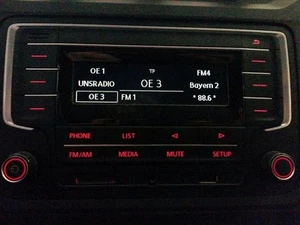 OE 1 TP FM4
UNSRADIO OE 3 Bayern 2
OE 3 FM 1 * 88.6 *
PHONE LIST
FM/AM MEDIA MUTE SETUP